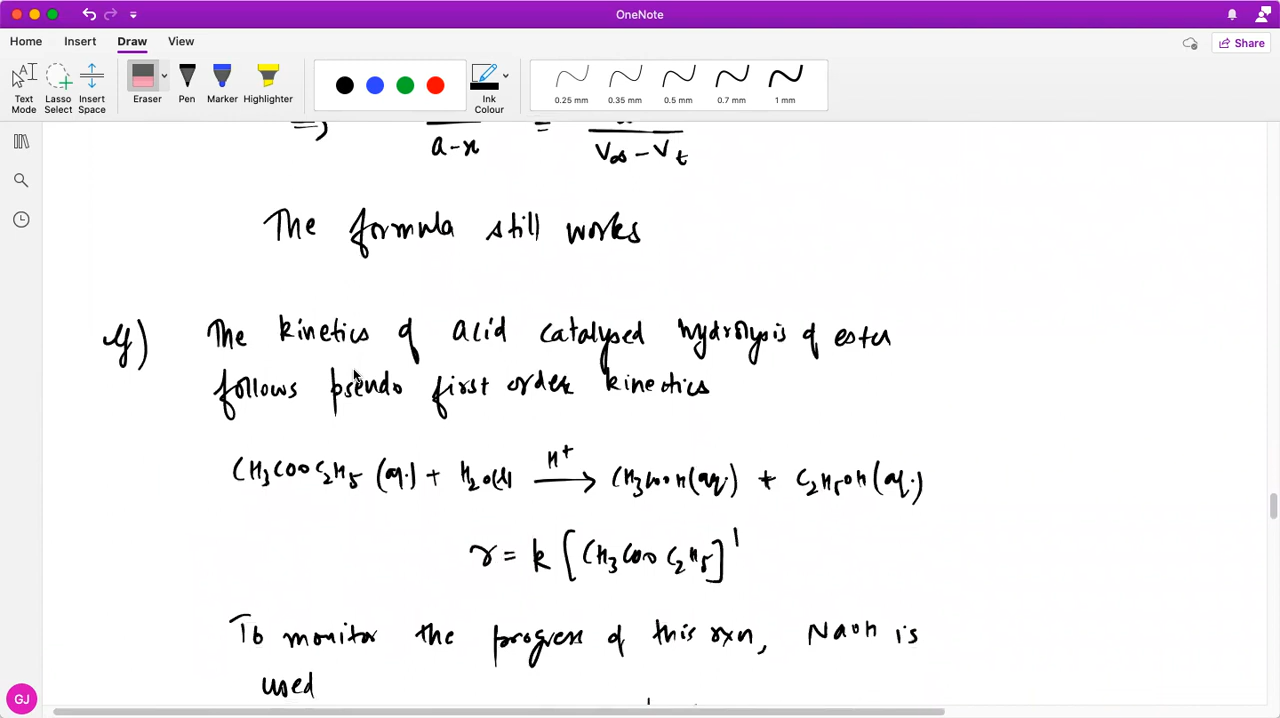 OneNote
Home Insert Draw View
Share
Text Mode
Lasso Select
Insert Space
Eraser
Pen
Marker
Highlighter
Ink Colour
0.25 mm
0.35 mm
0.5 mm
0.7 mm
1 mm
a-x V∞ - Vt
The formula still works
The kinetics of acid catalysed hydrolysis of ester
follows pseudo first order kinetics
CH3COOC2H5 (aq.) + H2O(l) H+ → CH3COOH(aq.) + C2H5OH(aq.)
r = k [CH3COOC2H5]^1
To monitor the progress of this rxn, NaOH is
used
GJ